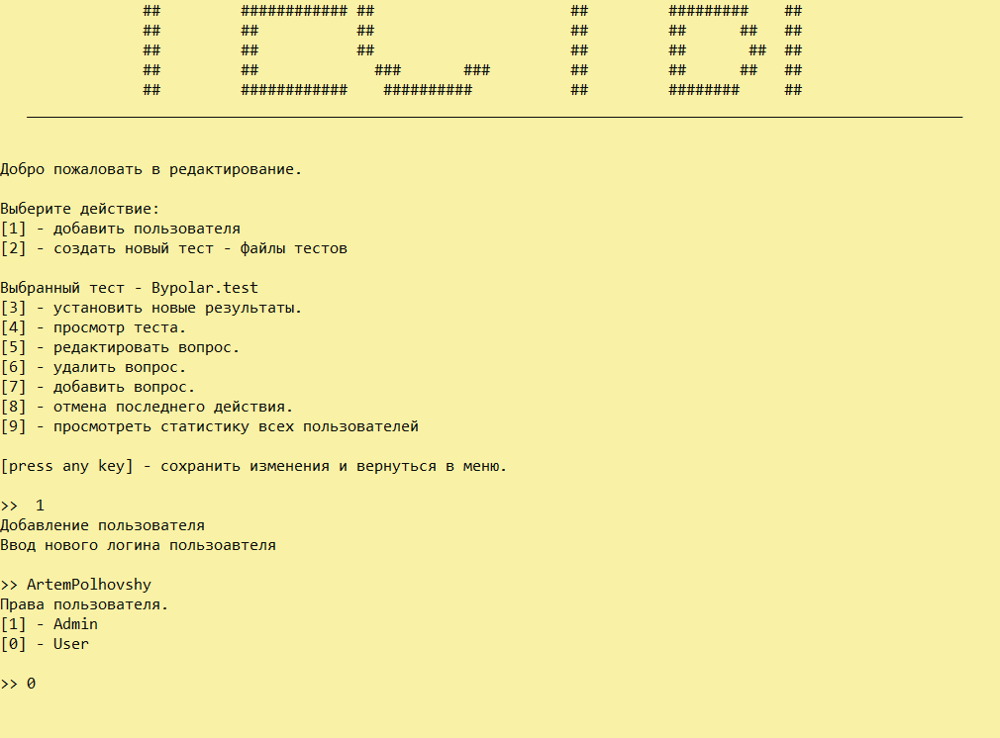 ##         ############ ##                      ##         #########    ##
##         ##           ##                      ##         ##      ##   ##
##         ##           ##                      ##         ##       ##  ##
##         ##             ###       ###         ##         ##      ##   ##
##         ############    ##########           ##         ########     ##
Добро пожаловать в редактирование.
Выберите действие:
[1] - добавить пользователя
[2] - создать новый тест - файлы тестов
Выбранный тест - Bypolar.test
[3] - установить новые результаты.
[4] - просмотр теста.
[5] - редактировать вопрос.
[6] - удалить вопрос.
[7] - добавить вопрос.
[8] - отмена последнего действия.
[9] - просмотреть статистику всех пользователей
[press any key] - сохранить изменения и вернуться в меню.
>>  1
Добавление пользователя
Ввод нового логина пользоавтеля
>> ArtemPolhovshy
Права пользователя.
[1] - Admin
[0] - User
>> 0